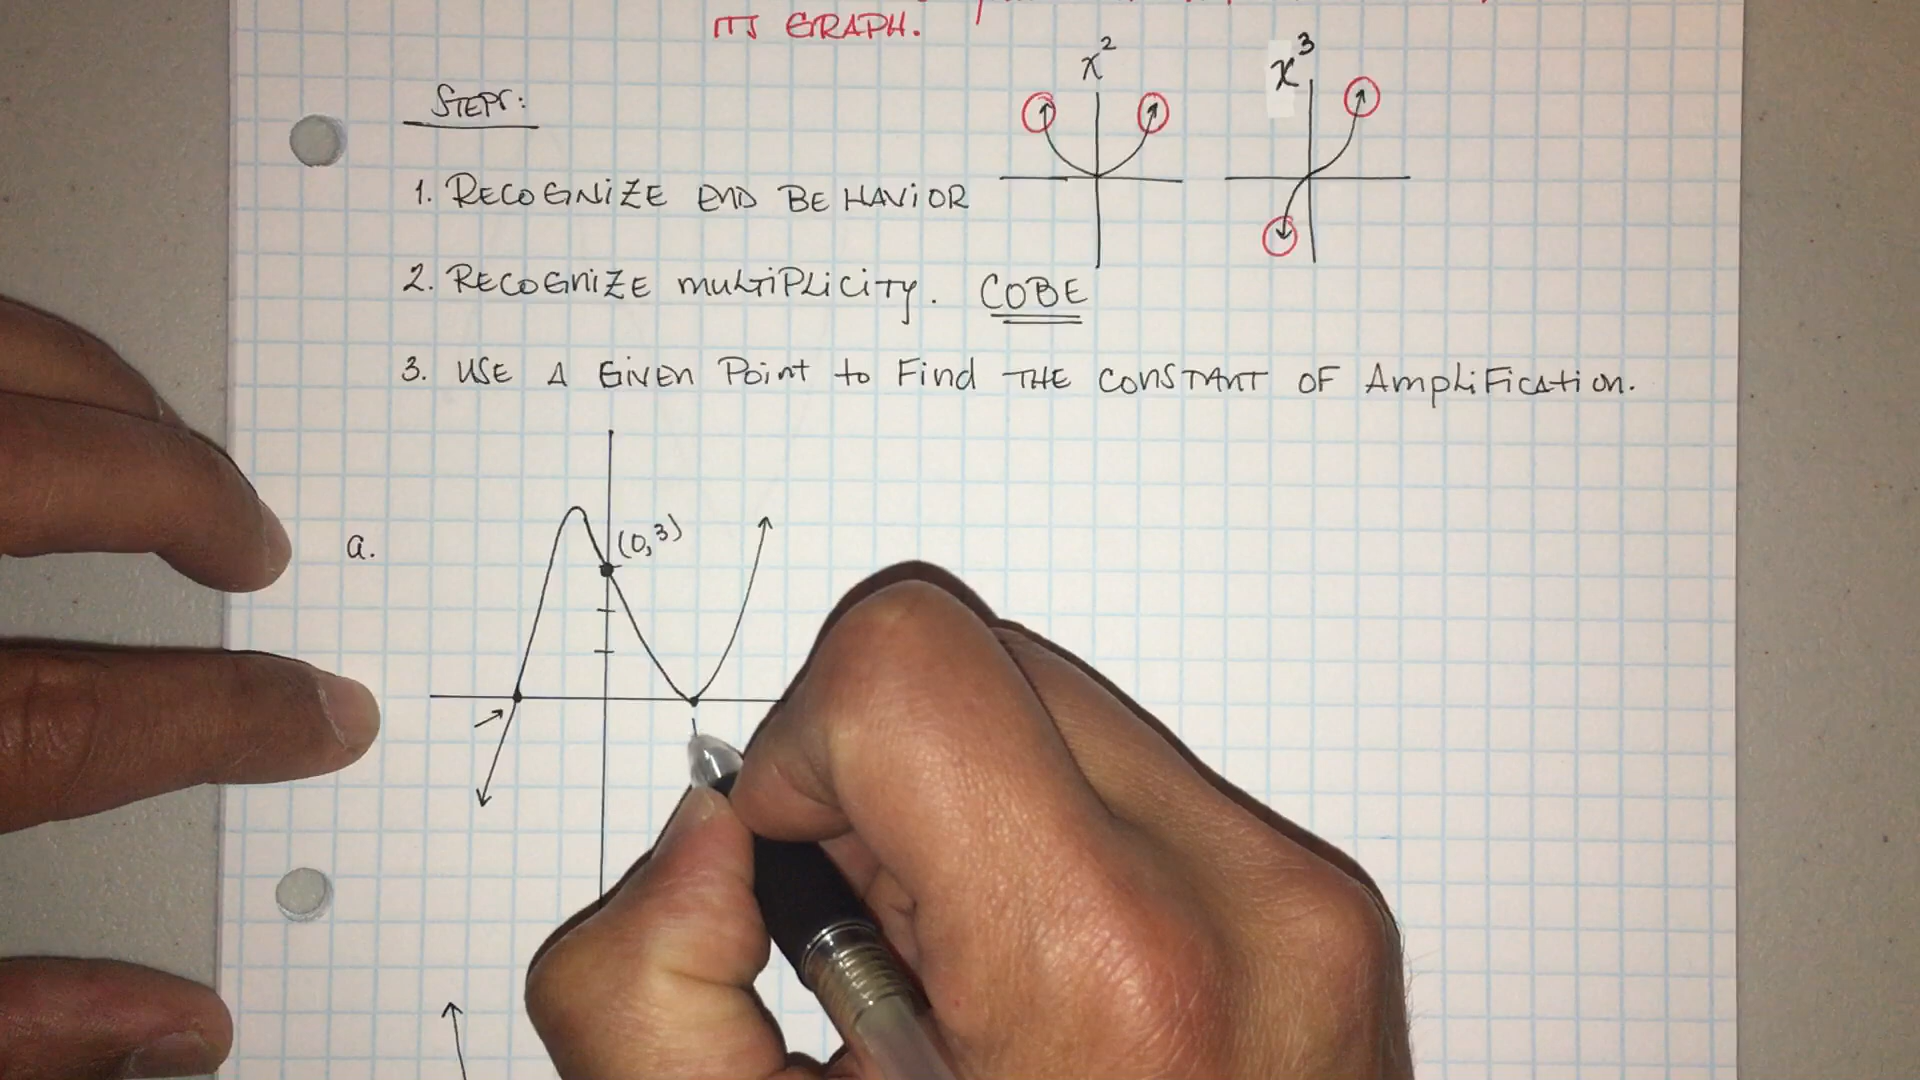 ITS GRAPH.
STEPS:
x² x³
1. RECOGNIZE END BEHAVIOR
2. RECOGNIZE MULTIPLICITY. COBE
3. USE A GIVEN POINT TO FIND THE CONSTANT OF AMPLIFICATION.
a.
(0,3)